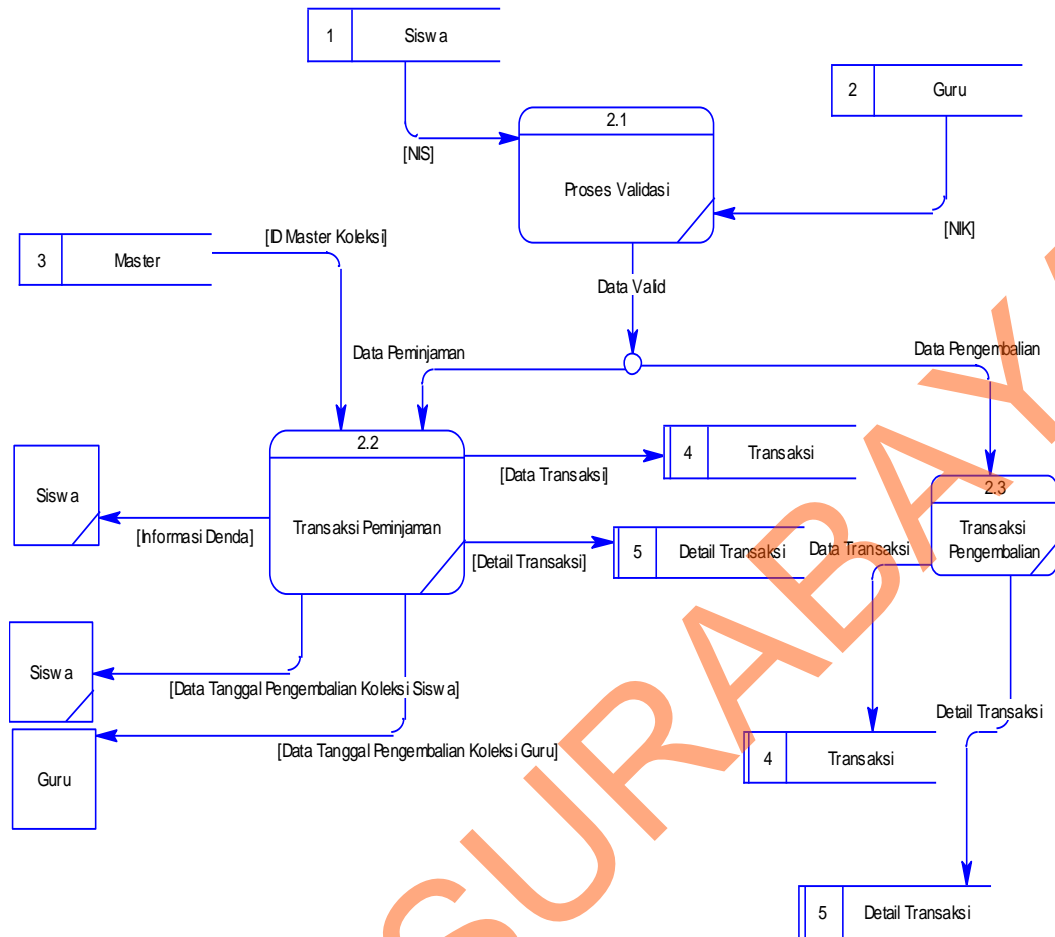 1 Siswa
2 Guru
2.1
Proses Validasi
[NIS]
[NIK]
[ID Master Koleksi]
3 Master
Data Valid
Data Peminjaman
Data Pengembalian
2.2
Transaksi Peminjaman
4 Transaksi
[Data Transaksi]
2.3
Transaksi
Pengembalian
Siswa
[Informasi Denda]
5 Detail Transaksi
Data Transaksi
[Detail Transaksi]
Siswa
[Data Tanggal Pengembalian Koleksi Siswa]
Detail Transaksi
[Data Tanggal Pengembalian Koleksi Guru]
Guru
4 Transaksi
5 Detail Transaksi
SURABAY